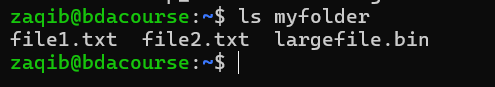 zaqib@bdacourse:~$ ls myfolder
file1.txt  file2.txt  largefile.bin
zaqib@bdacourse:~$